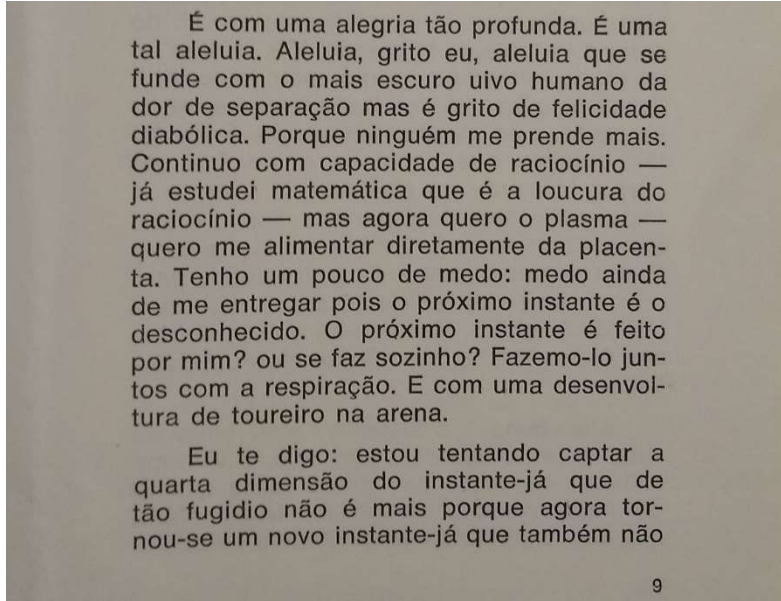 É com uma alegria tão profunda. É uma
tal aleluia. Aleluia, grito eu, aleluia que se
funde com o mais escuro uivo humano da
dor de separação mas é grito de felicidade
diabólica. Porque ninguém me prende mais.
Continuo com capacidade de raciocínio —
já estudei matemática que é a loucura do
raciocínio — mas agora quero o plasma —
quero me alimentar diretamente da placen-
ta. Tenho um pouco de medo: medo ainda
de me entregar pois o próximo instante é o
desconhecido. O próximo instante é feito
por mim? ou se faz sozinho? Fazemo-lo jun-
tos com a respiração. E com uma desenvol-
tura de toureiro na arena.
Eu te digo: estou tentando captar a
quarta dimensão do instante-já que de
tão fugidio não é mais porque agora tor-
nou-se um novo instante-já que também não
9